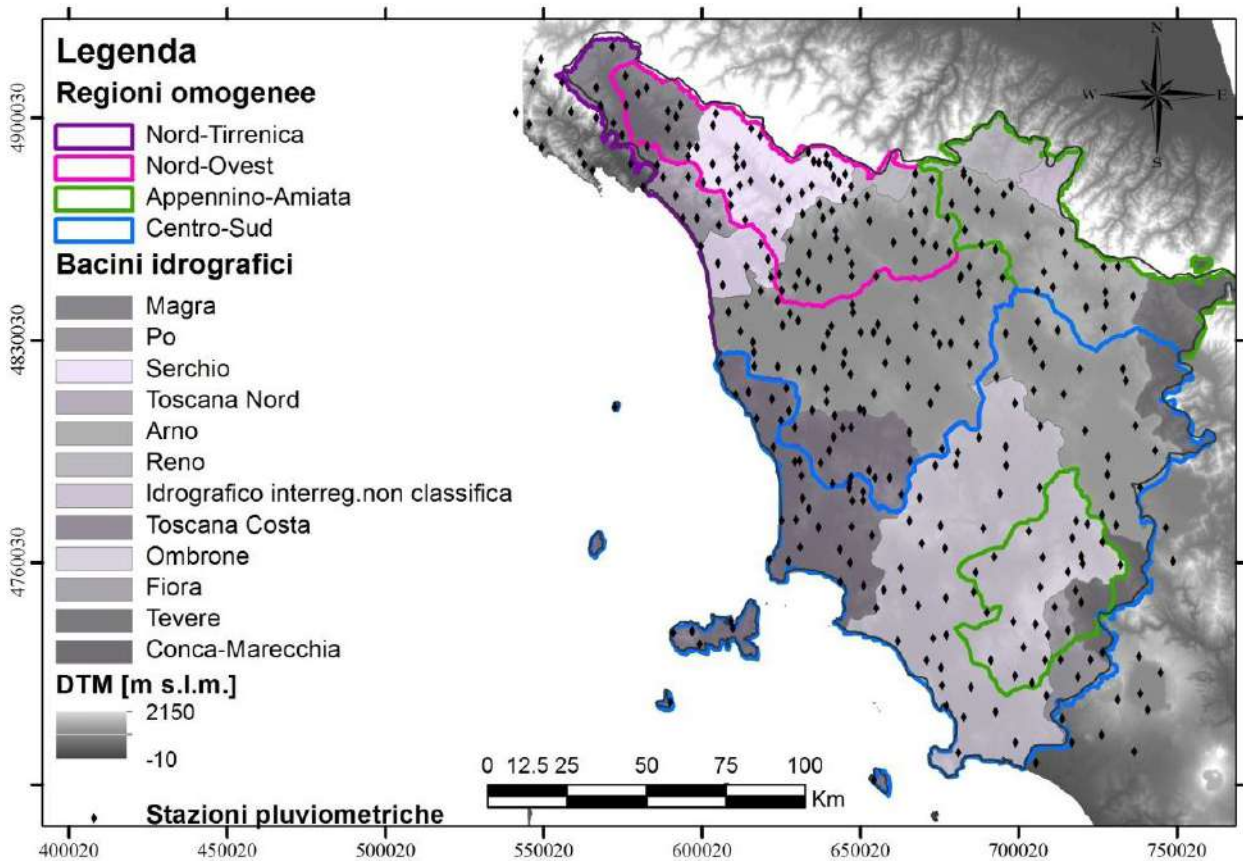 Legenda
Regioni omogenee
Nord-Tirrenica
Nord-Ovest
Appennino-Amiata
Centro-Sud
Bacini idrografici
Magra
Po
Serchio
Toscana Nord
Arno
Reno
Idrografico interreg.non classifica
Toscana Costa
Ombrone
Fiora
Tevere
Conca-Marecchia
DTM [m s.l.m.]
2150
-10
Stazioni pluviometriche
N
W E
S
0 12.5 25 50 75 100
Km
4900030
4830030
4760030
400020 450020 500020 550020 600020 650020 700020 750020